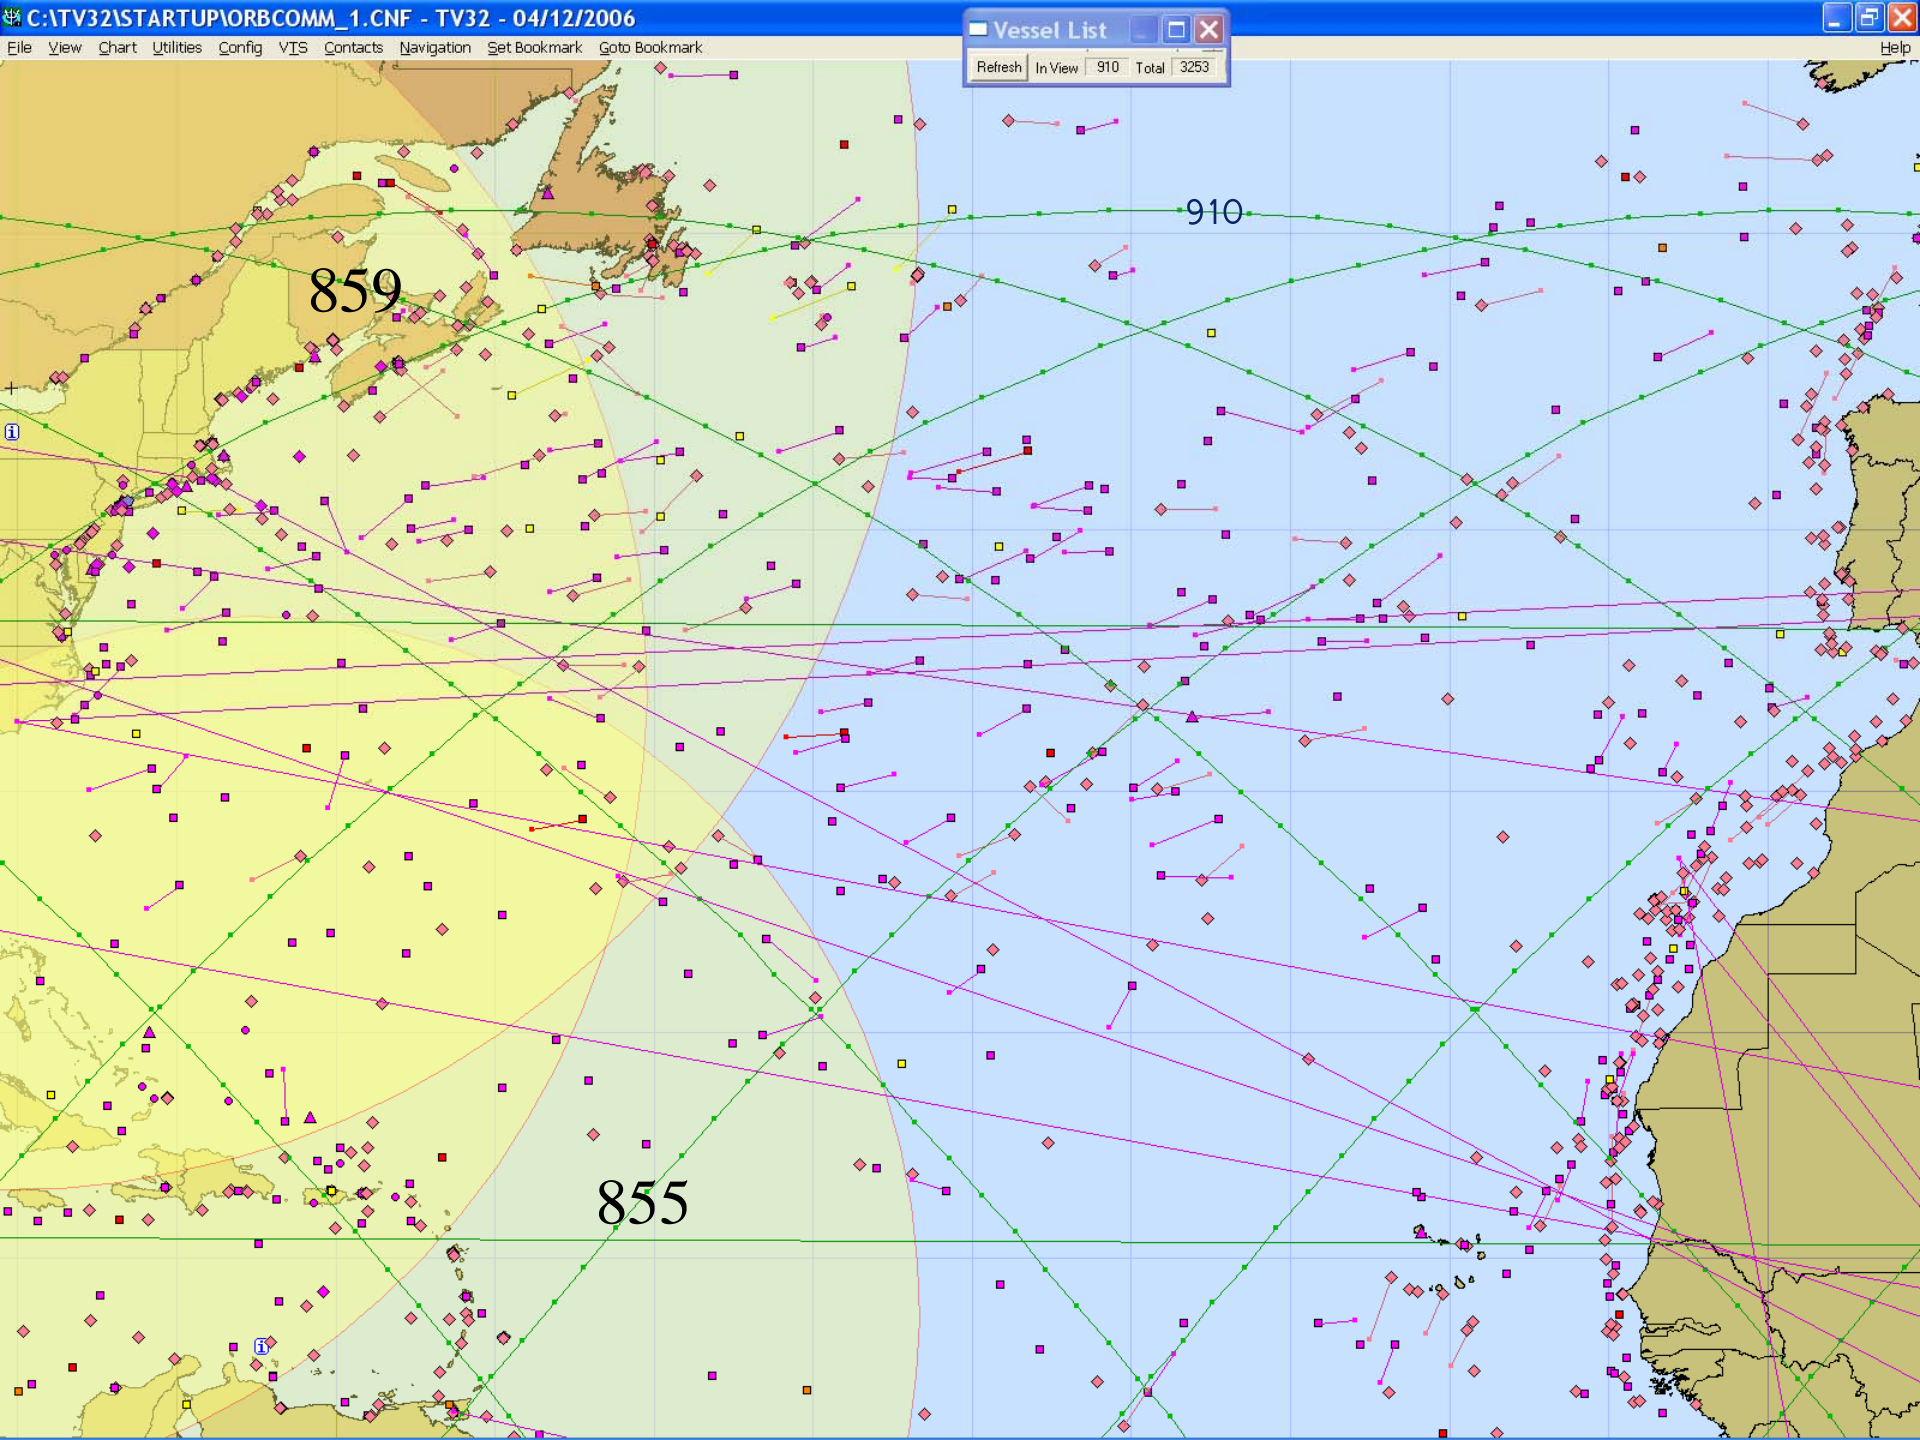 C:\TV32\STARTUP\ORBCOMM_1.CNF - TV32 - 04/12/2006
File View Chart Utilities Config VTS Contacts Navigation Set Bookmark Goto Bookmark Help
Vessel List
Refresh In View 910 Total 3253
910
859
855
i
i